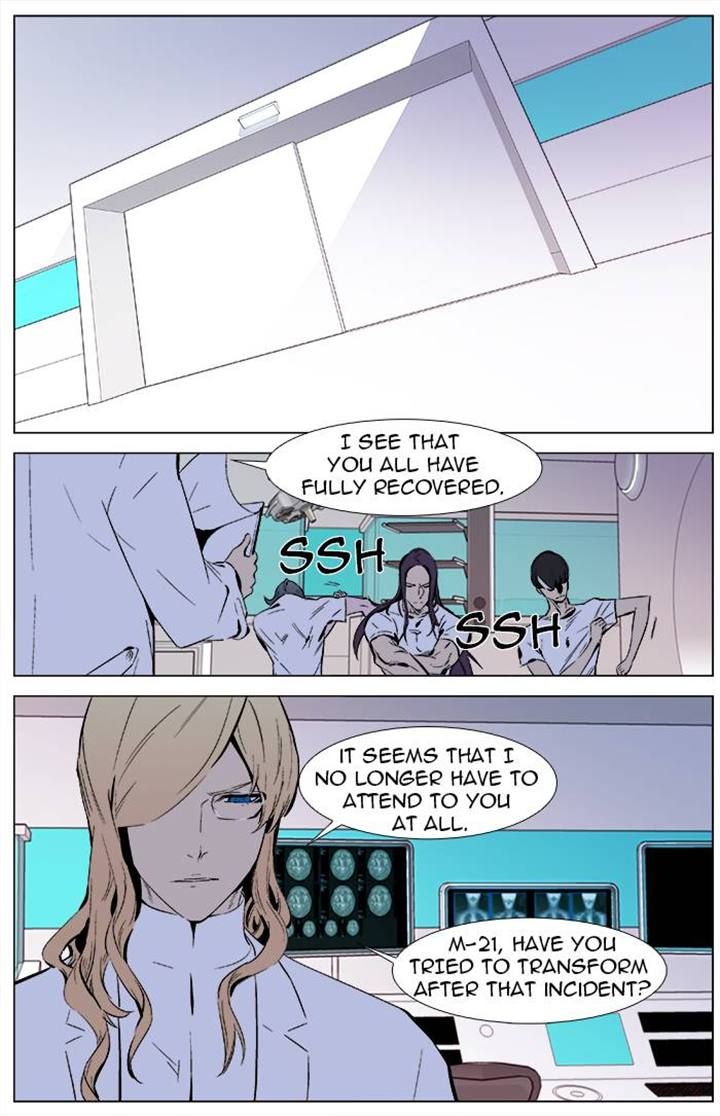 I SEE THAT
YOU ALL HAVE
FULLY RECOVERED.
SSH
SSH
IT SEEMS THAT I
NO LONGER HAVE TO
ATTEND TO YOU
AT ALL.
M-21, HAVE YOU
TRIED TO TRANSFORM
AFTER THAT INCIDENT?